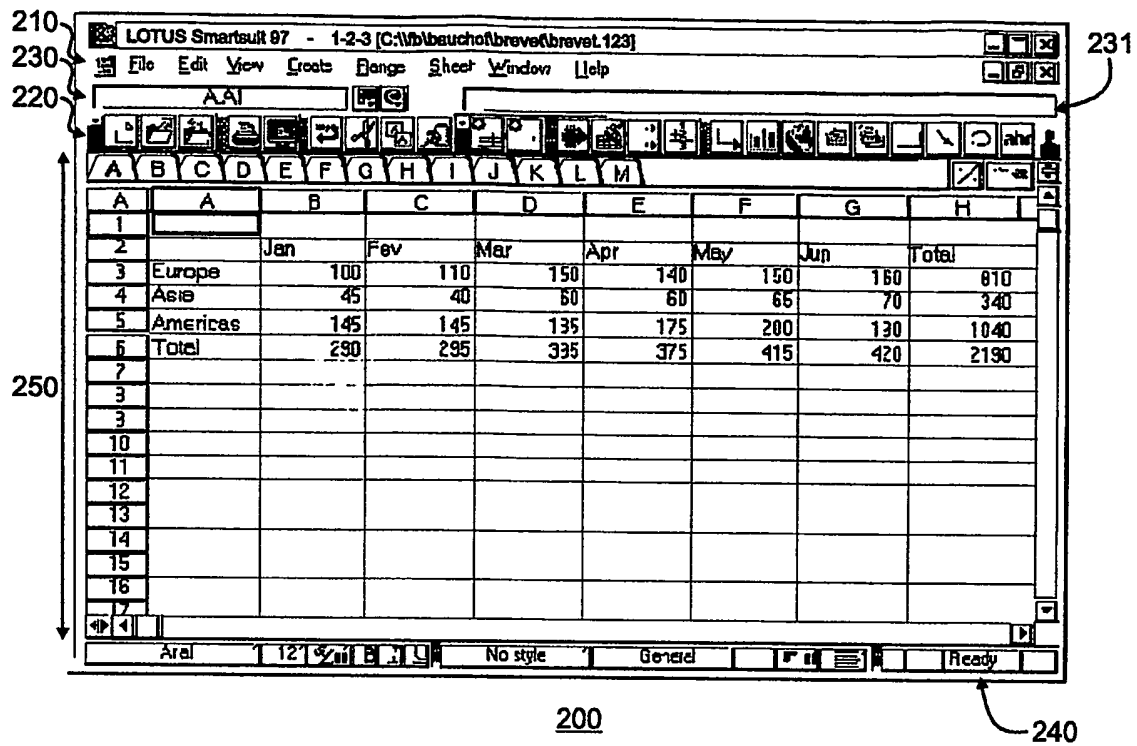 210
LOTUS Smartsuit 97 - 1-2-3 [C:\\fb\bauchof\brevet\brevet.123]
230 File Edit View Create Range Sheet Window Help 231
220 A:A1
A B C D E F G H I J K L M
A A B C D E F G H
1
2 Jan Fev Mar Apr May Jun Total
3 Europe 100 110 150 140 150 160 810
4 Asia 45 40 60 60 65 70 340
5 Americas 145 145 135 175 200 190 1040
6 Total 290 295 335 375 415 420 2190
7
250
10
11
12
13
14
15
16
17
Arial 12 B I U No style General Ready
200
240